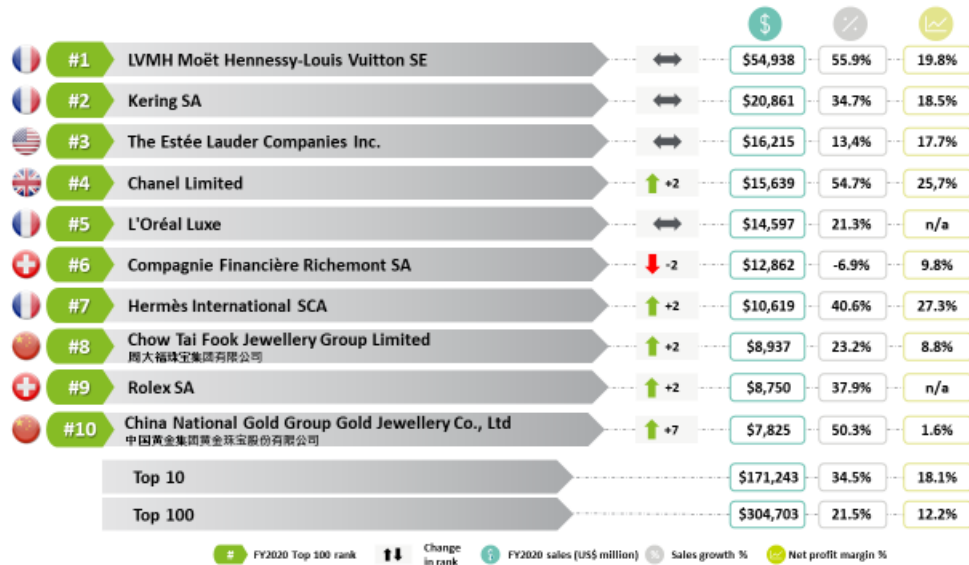 $ % 
#1 LVMH Moët Hennessy-Louis Vuitton SE $54,938 55.9% 19.8%
#2 Kering SA $20,861 34.7% 18.5%
#3 The Estée Lauder Companies Inc. $16,215 13,4% 17.7%
#4 Chanel Limited +2 $15,639 54.7% 25,7%
#5 L'Oréal Luxe $14,597 21.3% n/a
#6 Compagnie Financière Richemont SA -2 $12,862 -6.9% 9.8%
#7 Hermès International SCA +2 $10,619 40.6% 27.3%
#8 Chow Tai Fook Jewellery Group Limited +2 $8,937 23.2% 8.8%
周大福珠宝集团有限公司
#9 Rolex SA +2 $8,750 37.9% n/a
#10 China National Gold Group Gold Jewellery Co., Ltd +7 $7,825 50.3% 1.6%
中国黄金集团黄金珠宝股份有限公司
Top 10 $171,243 34.5% 18.1%
Top 100 $304,703 21.5% 12.2%
# FY2020 Top 100 rank Change in rank $ FY2020 sales (US$ million) % Sales growth % Net profit margin %